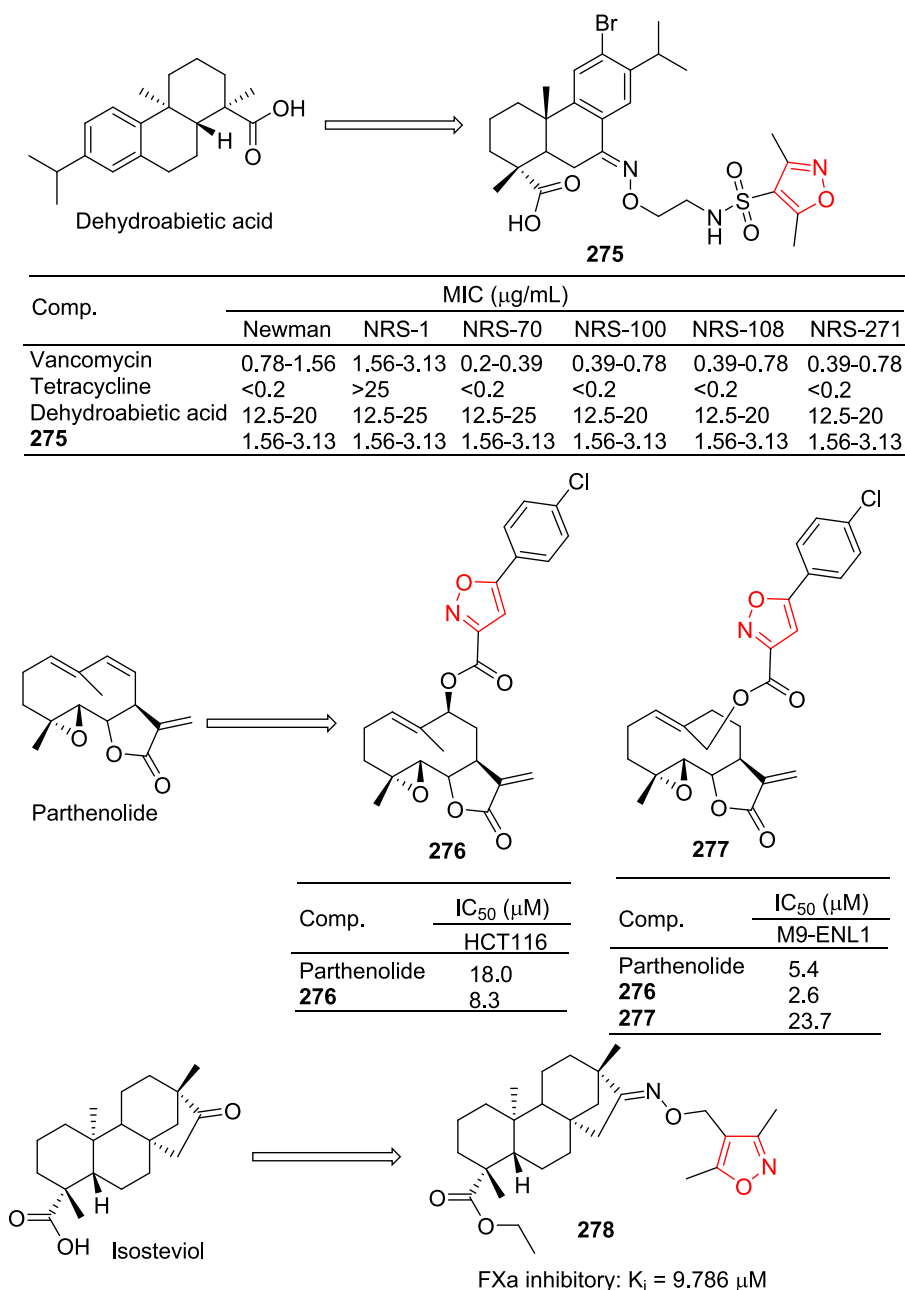 Br
OH
O
H
Dehydroabietic acid
O
HO
N
O
N
H
O
S
O
N
O
275
Comp.
MIC (μg/mL)
Newman NRS-1 NRS-70 NRS-100 NRS-108 NRS-271
Vancomycin 0.78-1.56 1.56-3.13 0.2-0.39 0.39-0.78 0.39-0.78 0.39-0.78
Tetracycline <0.2 >25 <0.2 <0.2 <0.2 <0.2
Dehydroabietic acid 12.5-20 12.5-25 12.5-25 12.5-20 12.5-20 12.5-20
275 1.56-3.13 1.56-3.13 1.56-3.13 1.56-3.13 1.56-3.13 1.56-3.13
O
O
O
Parthenolide
Cl
O
N
O
O
O
O
O
276
Cl
O
N
O
O
O
O
O
277
Comp. IC50 (μM)
HCT116
Parthenolide 18.0
276 8.3
Comp. IC50 (μM)
M9-ENL1
Parthenolide 5.4
276 2.6
277 23.7
O
H
O
OH
Isosteviol
N
O
N
O
H
O
O
278
FXa inhibitory: Ki = 9.786 μM